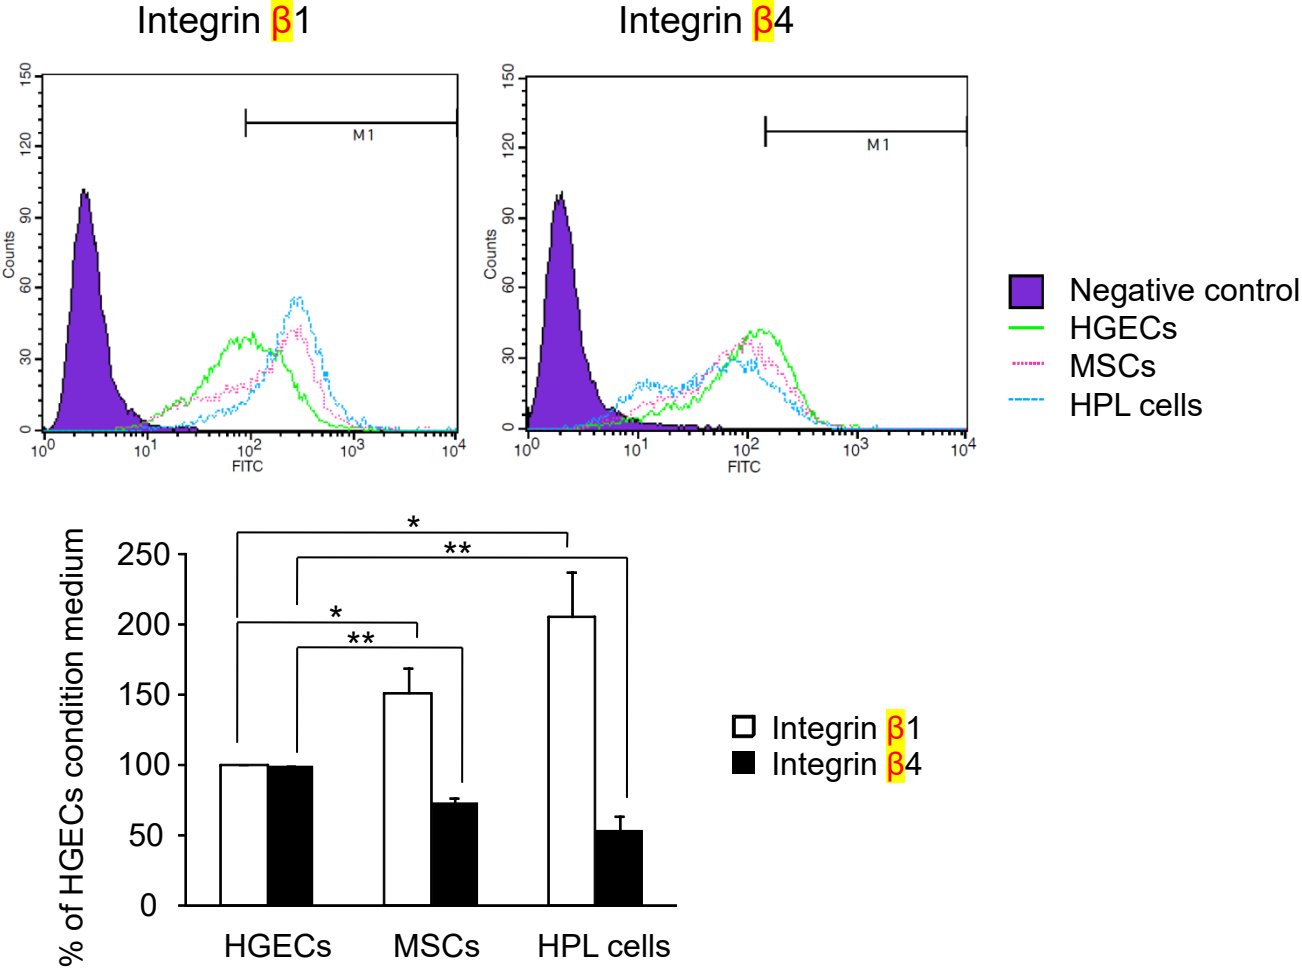 Integrin β1
Integrin β4
150
120
90
60
30
0
Counts
M1
10^0
10^1
10^2
10^3
10^4
FITC
150
120
90
60
30
0
Counts
M1
10^0
10^1
10^2
10^3
10^4
FITC
Negative control
HGECs
MSCs
HPL cells
% of HGECs condition medium
250
200
150
100
50
0
*
**
*
**
HGECs
MSCs
HPL cells
Integrin β1
Integrin β4